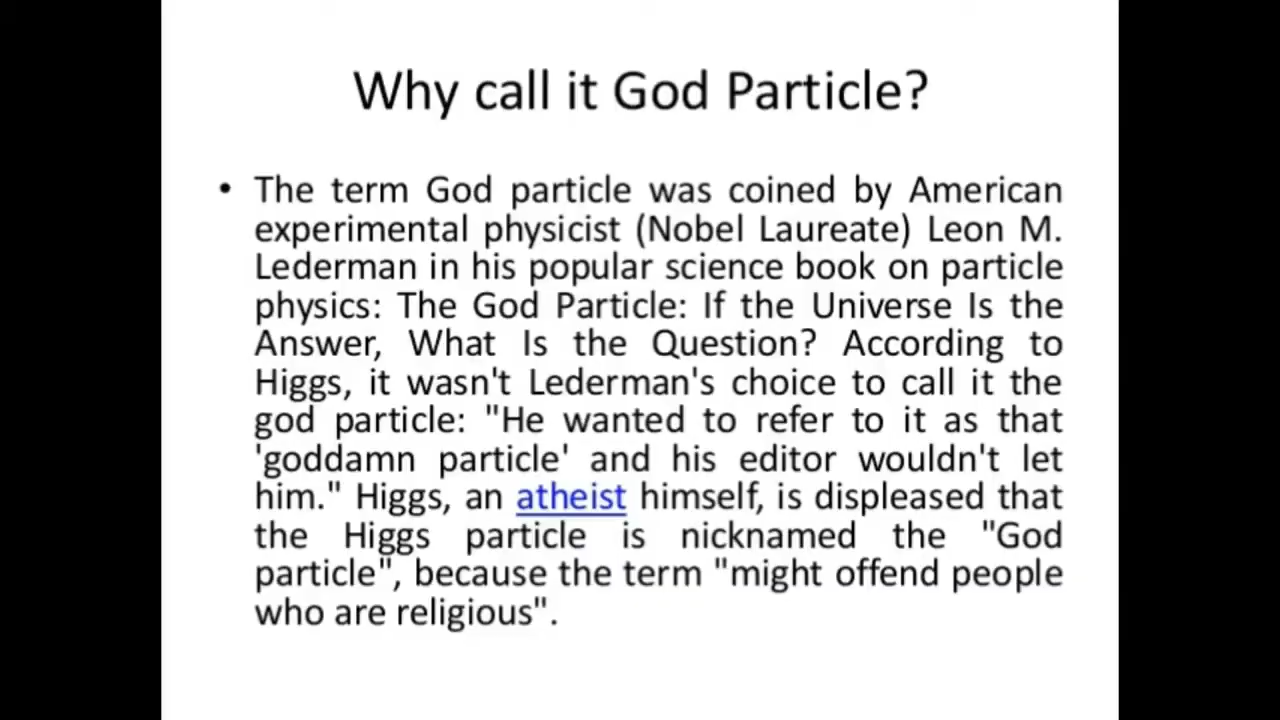 Why call it God Particle?
• The term God particle was coined by American
experimental physicist (Nobel Laureate) Leon M.
Lederman in his popular science book on particle
physics: The God Particle: If the Universe Is the
Answer, What Is the Question? According to
Higgs, it wasn't Lederman's choice to call it the
god particle: "He wanted to refer to it as that
'goddamn particle' and his editor wouldn't let
him." Higgs, an atheist himself, is displeased that
the Higgs particle is nicknamed the "God
particle", because the term "might offend people
who are religious".